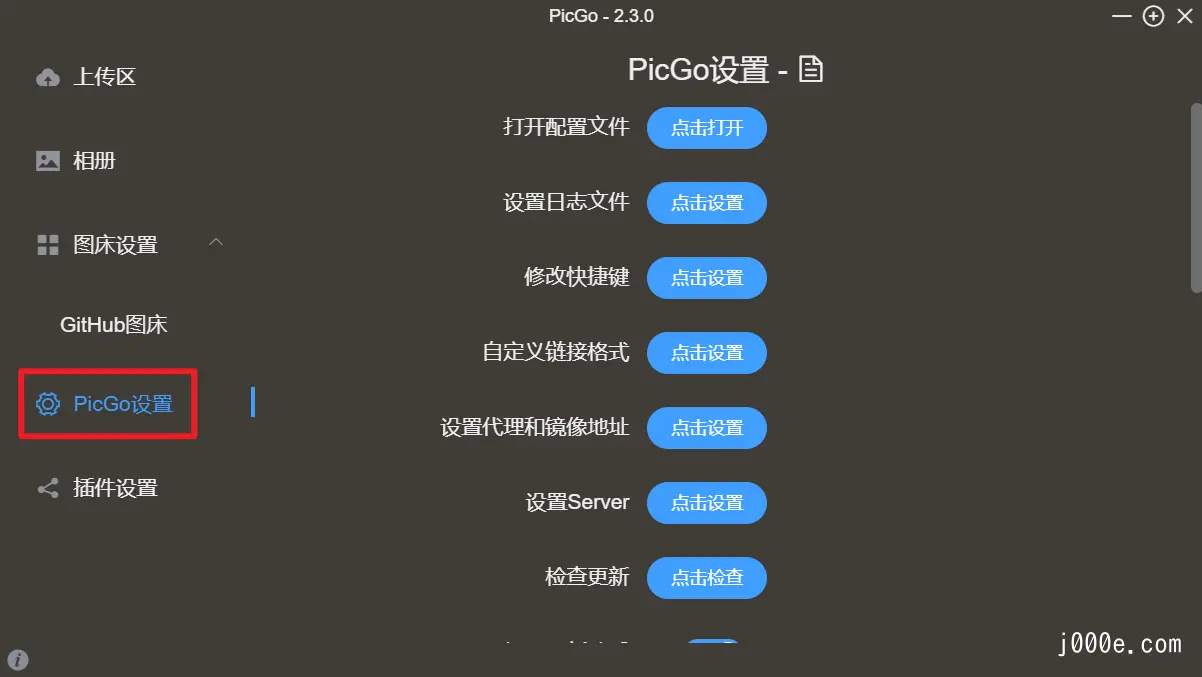 PicGo - 2.3.0
上传区
相册
图床设置
GitHub图床
PicGo设置
插件设置
PicGo设置 -
打开配置文件 点击打开
设置日志文件 点击设置
修改快捷键 点击设置
自定义链接格式 点击设置
设置代理和镜像地址 点击设置
设置Server 点击设置
检查更新 点击检查
j000e.com